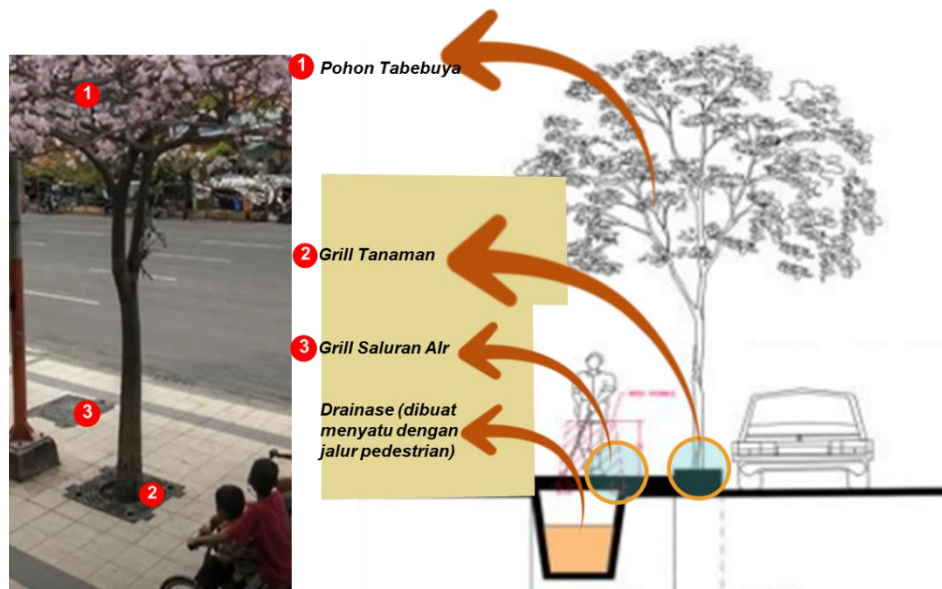 1
1 Pohon Tabebuya
2 Grill Tanaman
3 Grill Saluran AIr
3
Drainase (dibuat
menyatu dengan
jalur pedestrian)
2